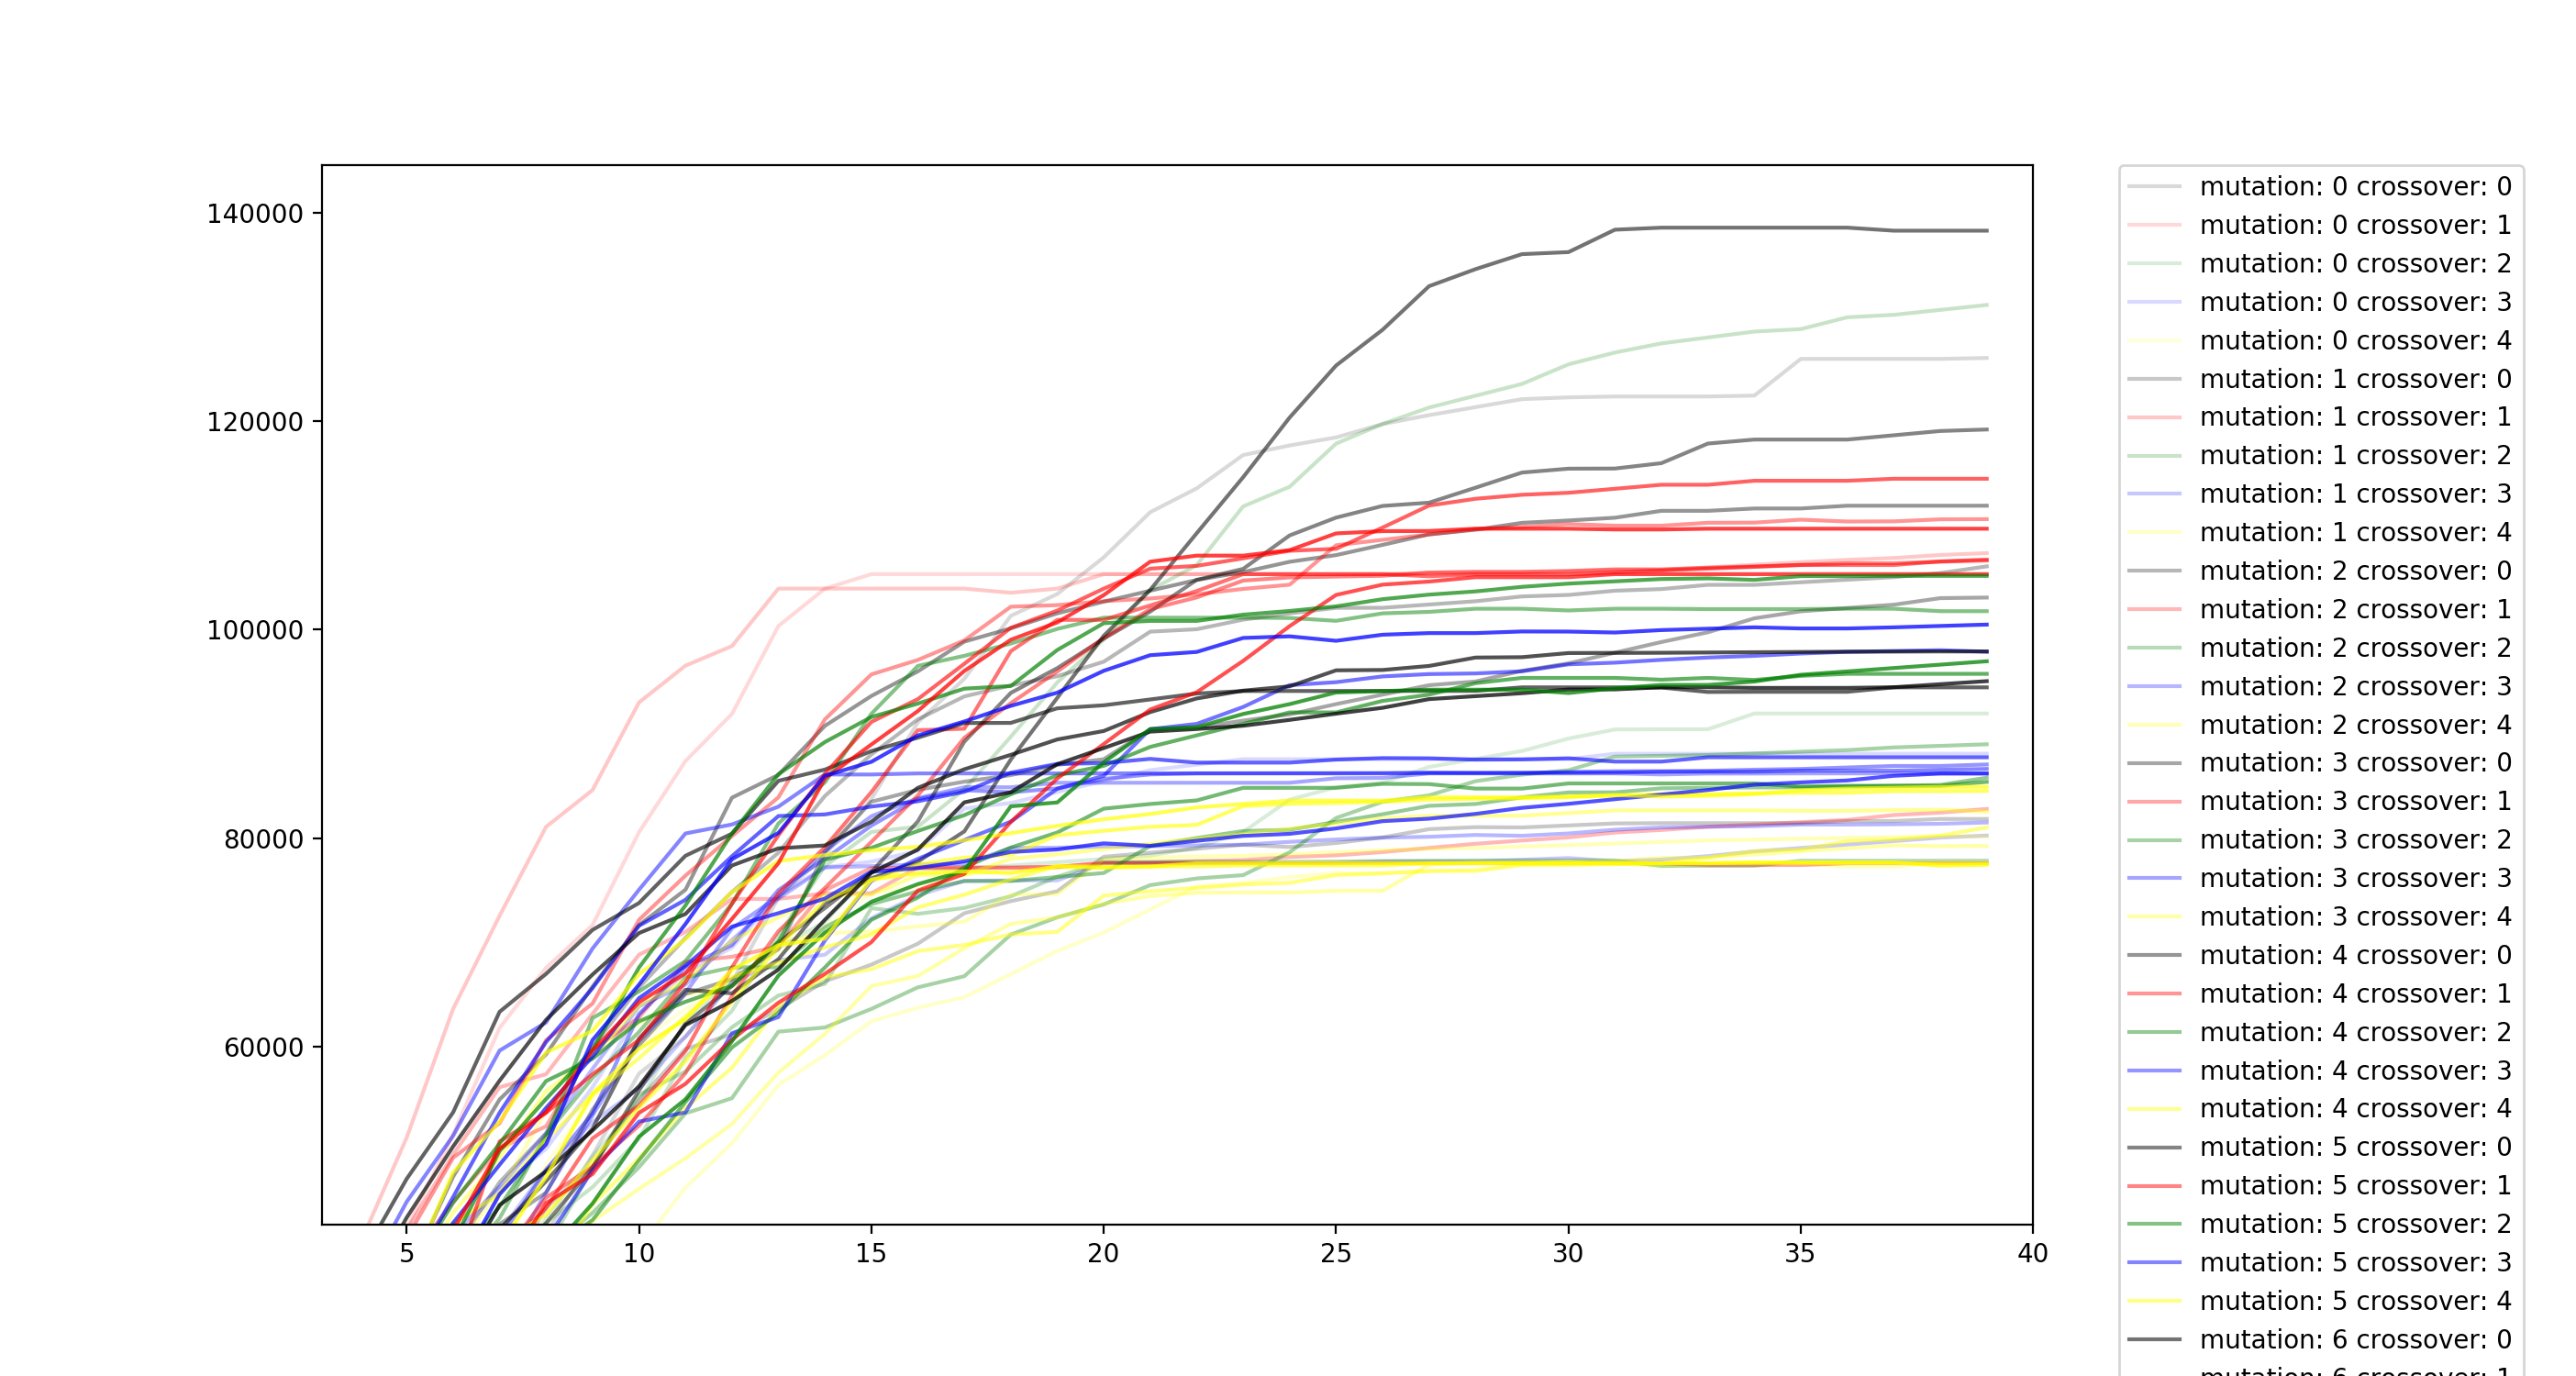 140000
120000
100000
80000
60000
5 10 15 20 25 30 35 40
mutation: 0 crossover: 0
mutation: 0 crossover: 1
mutation: 0 crossover: 2
mutation: 0 crossover: 3
mutation: 0 crossover: 4
mutation: 1 crossover: 0
mutation: 1 crossover: 1
mutation: 1 crossover: 2
mutation: 1 crossover: 3
mutation: 1 crossover: 4
mutation: 2 crossover: 0
mutation: 2 crossover: 1
mutation: 2 crossover: 2
mutation: 2 crossover: 3
mutation: 2 crossover: 4
mutation: 3 crossover: 0
mutation: 3 crossover: 1
mutation: 3 crossover: 2
mutation: 3 crossover: 3
mutation: 3 crossover: 4
mutation: 4 crossover: 0
mutation: 4 crossover: 1
mutation: 4 crossover: 2
mutation: 4 crossover: 3
mutation: 4 crossover: 4
mutation: 5 crossover: 0
mutation: 5 crossover: 1
mutation: 5 crossover: 2
mutation: 5 crossover: 3
mutation: 5 crossover: 4
mutation: 6 crossover: 0
mutation: 6 crossover: 1